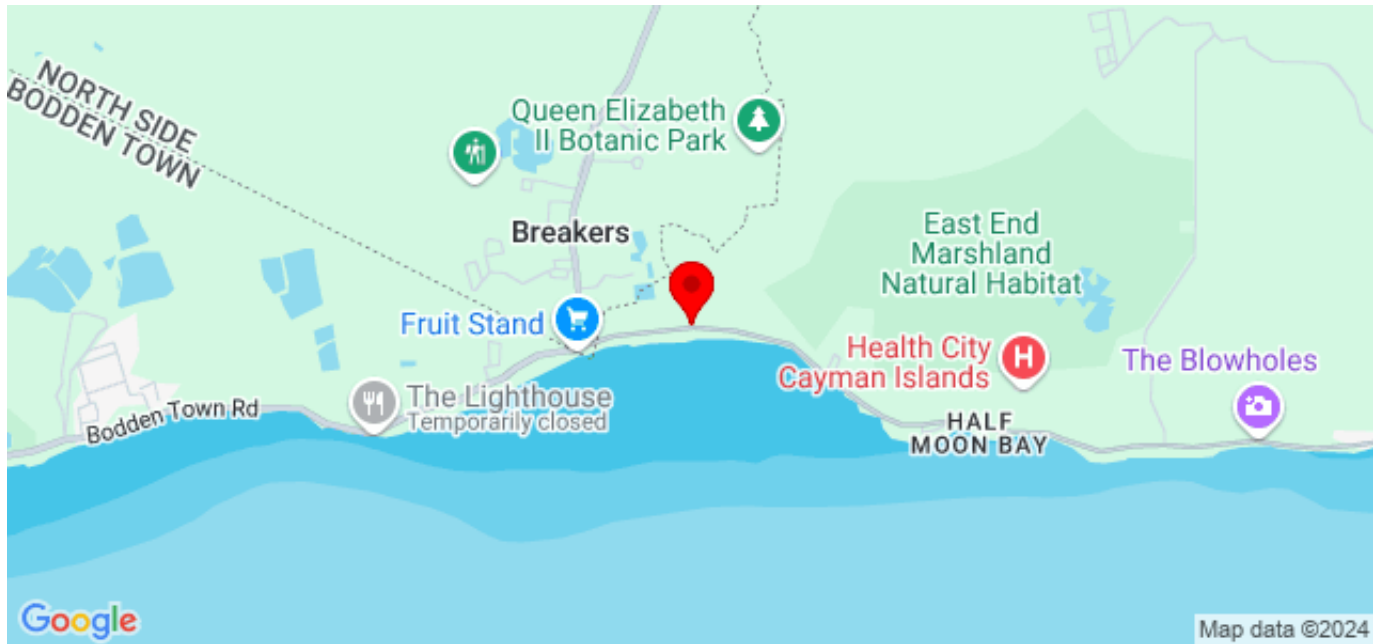 NORTH SIDE
BODDEN TOWN
Queen Elizabeth
II Botanic Park
Breakers
East End
Marshland
Natural Habitat
Fruit Stand
Health City
Cayman Islands
H
The Blowholes
The Lighthouse
Temporarily closed
Bodden Town Rd
HALF
MOON BAY
Google
Map data ©2024